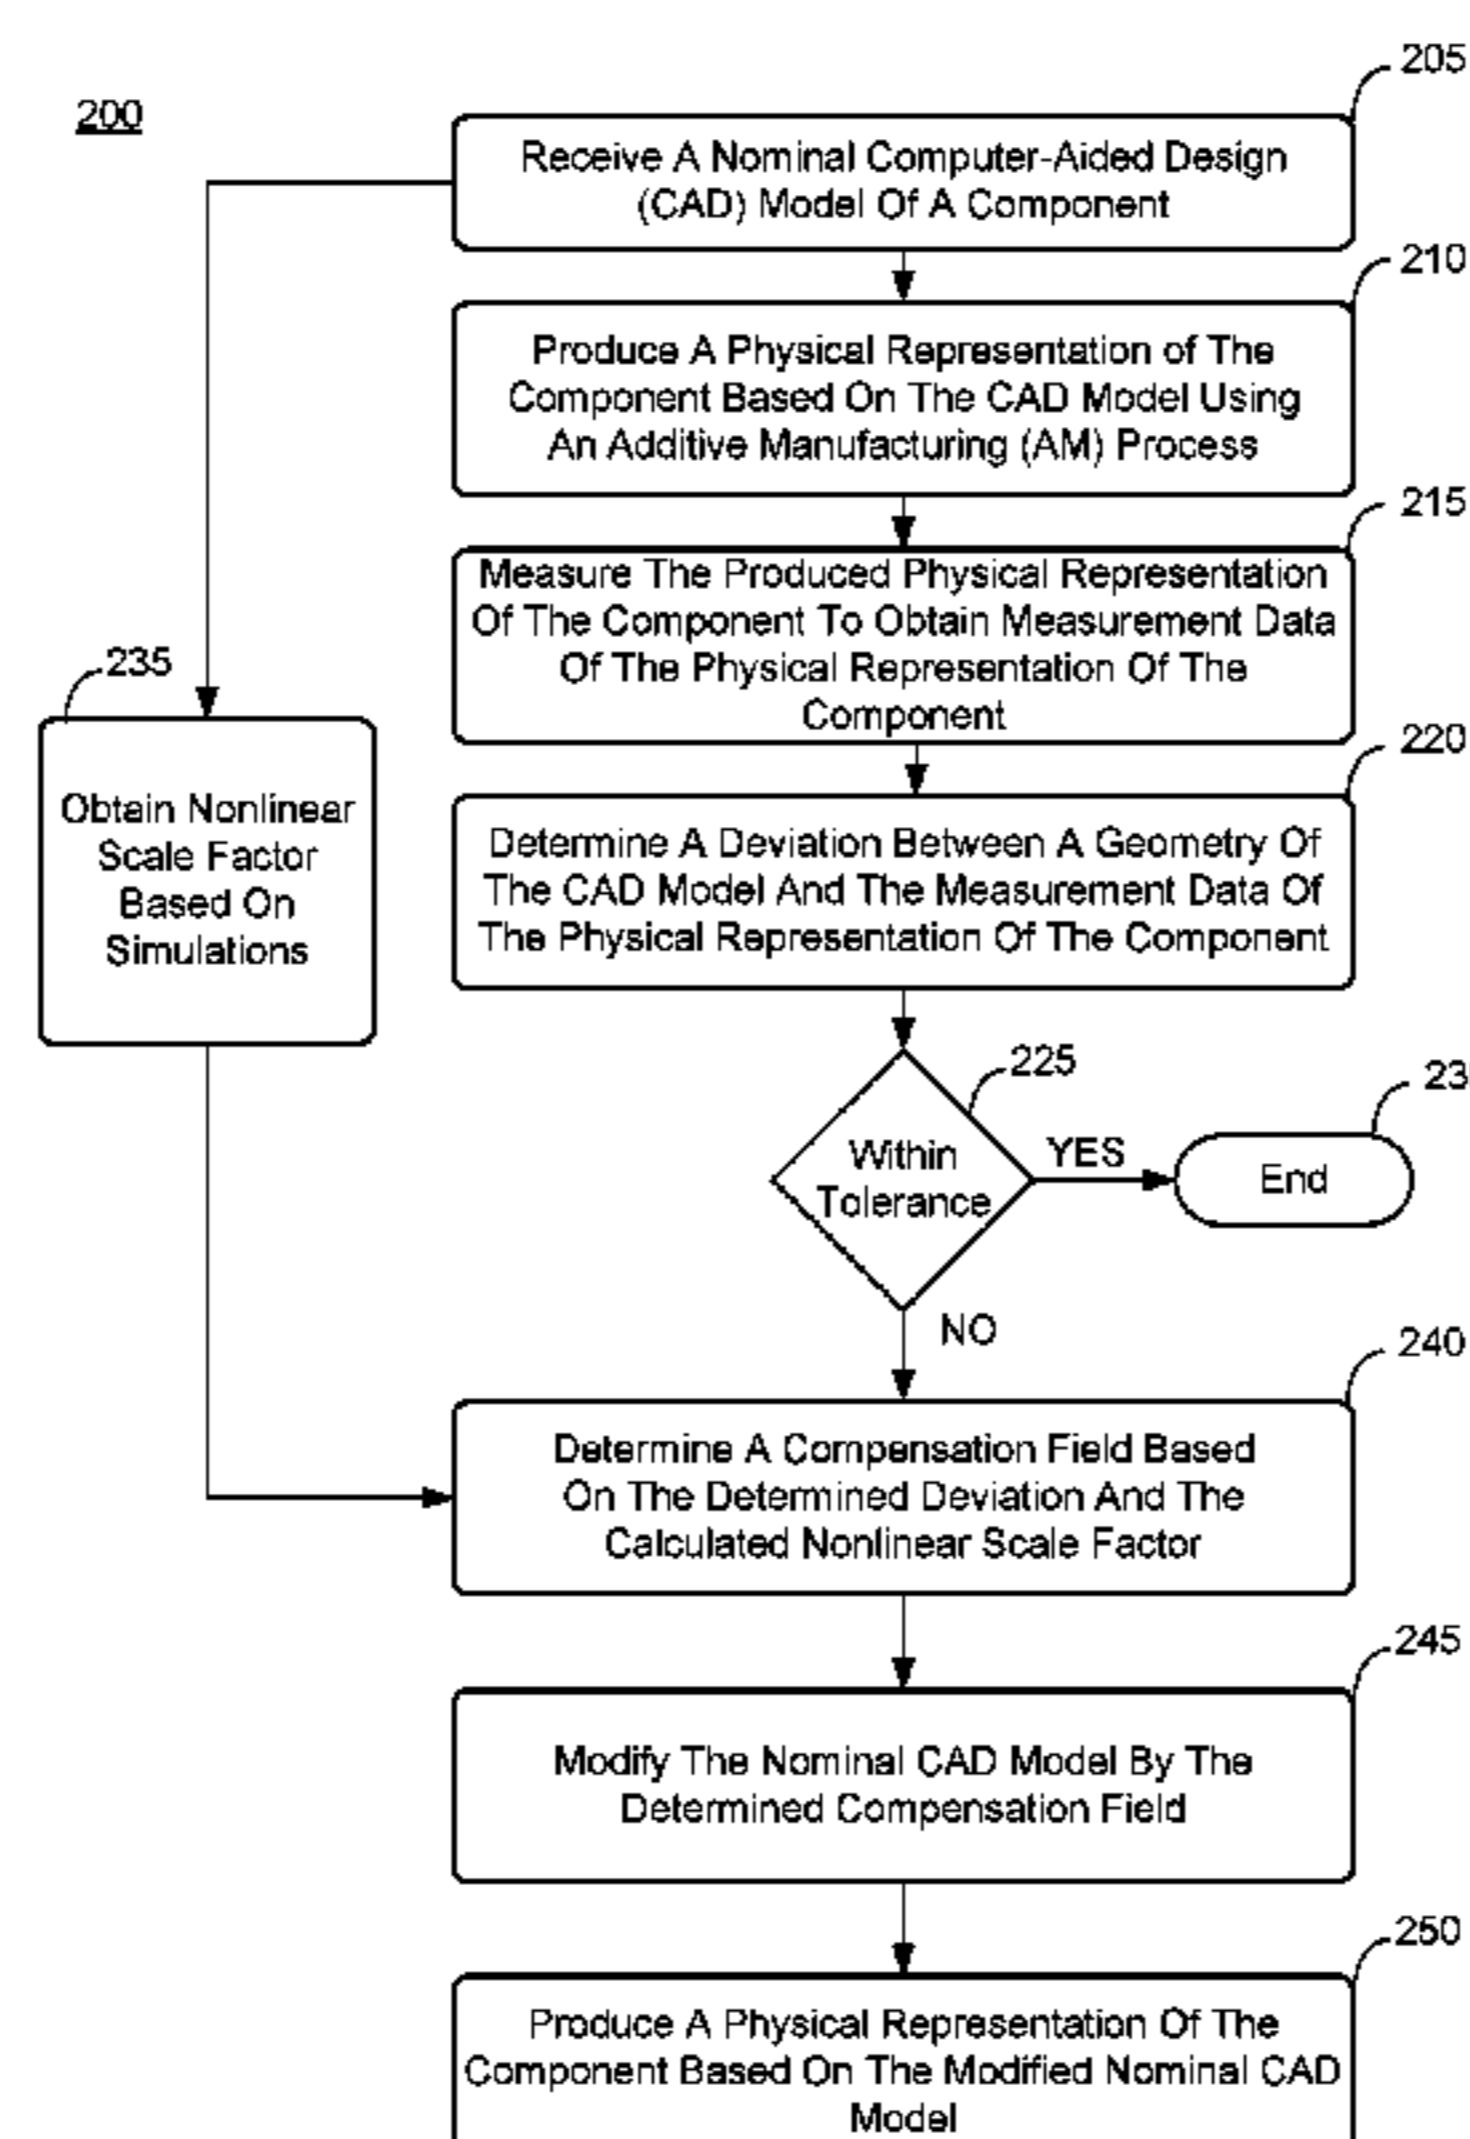 200
205
Receive A Nominal Computer-Aided Design
(CAD) Model Of A Component
210
Produce A Physical Representation of The
Component Based On The CAD Model Using
An Additive Manufacturing (AM) Process
215
Measure The Produced Physical Representation
Of The Component To Obtain Measurement Data
Of The Physical Representation Of The
Component
235
Obtain Nonlinear
Scale Factor
Based On
Simulations
220
Determine A Deviation Between A Geometry Of
The CAD Model And The Measurement Data Of
The Physical Representation Of The Component
225
Within
Tolerance
YES
23
End
NO
240
Determine A Compensation Field Based
On The Determined Deviation And The
Calculated Nonlinear Scale Factor
245
Modify The Nominal CAD Model By The
Determined Compensation Field
250
Produce A Physical Representation Of The
Component Based On The Modified Nominal CAD
Model